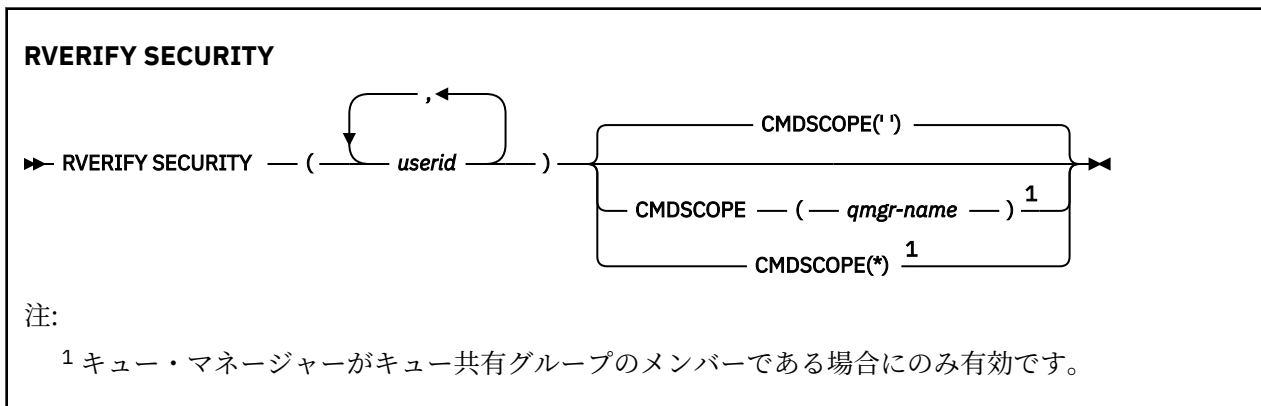 RVERIFY SECURITY
,
CMDSCOPE(' ')
RVERIFY SECURITY ( userid )
CMDSCOPE ( qmgr-name ) 1
CMDSCOPE(*) 1
注:
1 キュー・マネージャーがキュー共有グループのメンバーである場合にのみ有効です。